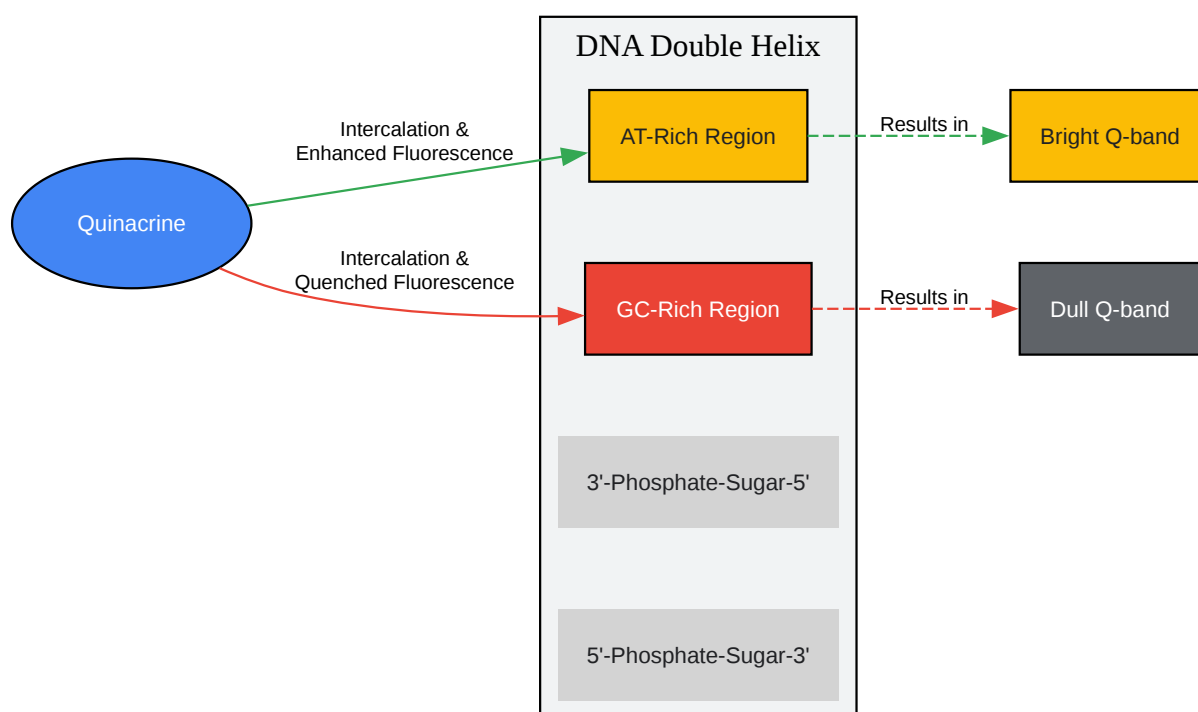 DNA Double Helix
Intercalation &
Enhanced Fluorescence
AT-Rich Region
Results in
Bright Q-band
Quinacrine
Intercalation &
Quenched Fluorescence
GC-Rich Region
Results in
Dull Q-band
3'-Phosphate-Sugar-5'
5'-Phosphate-Sugar-3'